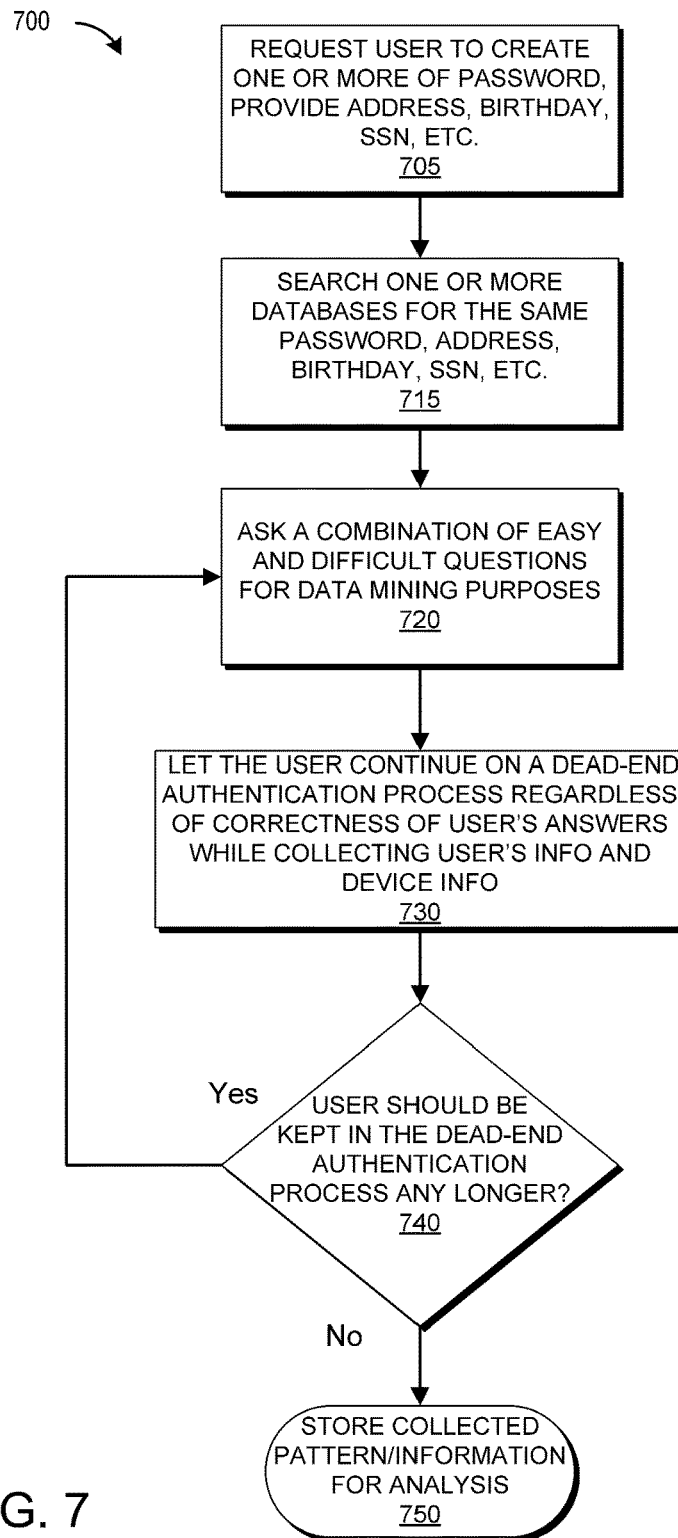 700
REQUEST USER TO CREATE
ONE OR MORE OF PASSWORD,
PROVIDE ADDRESS, BIRTHDAY,
SSN, ETC.
705
SEARCH ONE OR MORE
DATABASES FOR THE SAME
PASSWORD, ADDRESS,
BIRTHDAY, SSN, ETC.
715
ASK A COMBINATION OF EASY
AND DIFFICULT QUESTIONS
FOR DATA MINING PURPOSES
720
LET THE USER CONTINUE ON A DEAD-END
AUTHENTICATION PROCESS REGARDLESS
OF CORRECTNESS OF USER'S ANSWERS
WHILE COLLECTING USER'S INFO AND
DEVICE INFO
730
Yes
USER SHOULD BE
KEPT IN THE DEAD-END
AUTHENTICATION
PROCESS ANY LONGER?
740
No
STORE COLLECTED
PATTERN/INFORMATION
FOR ANALYSIS
750
G. 7